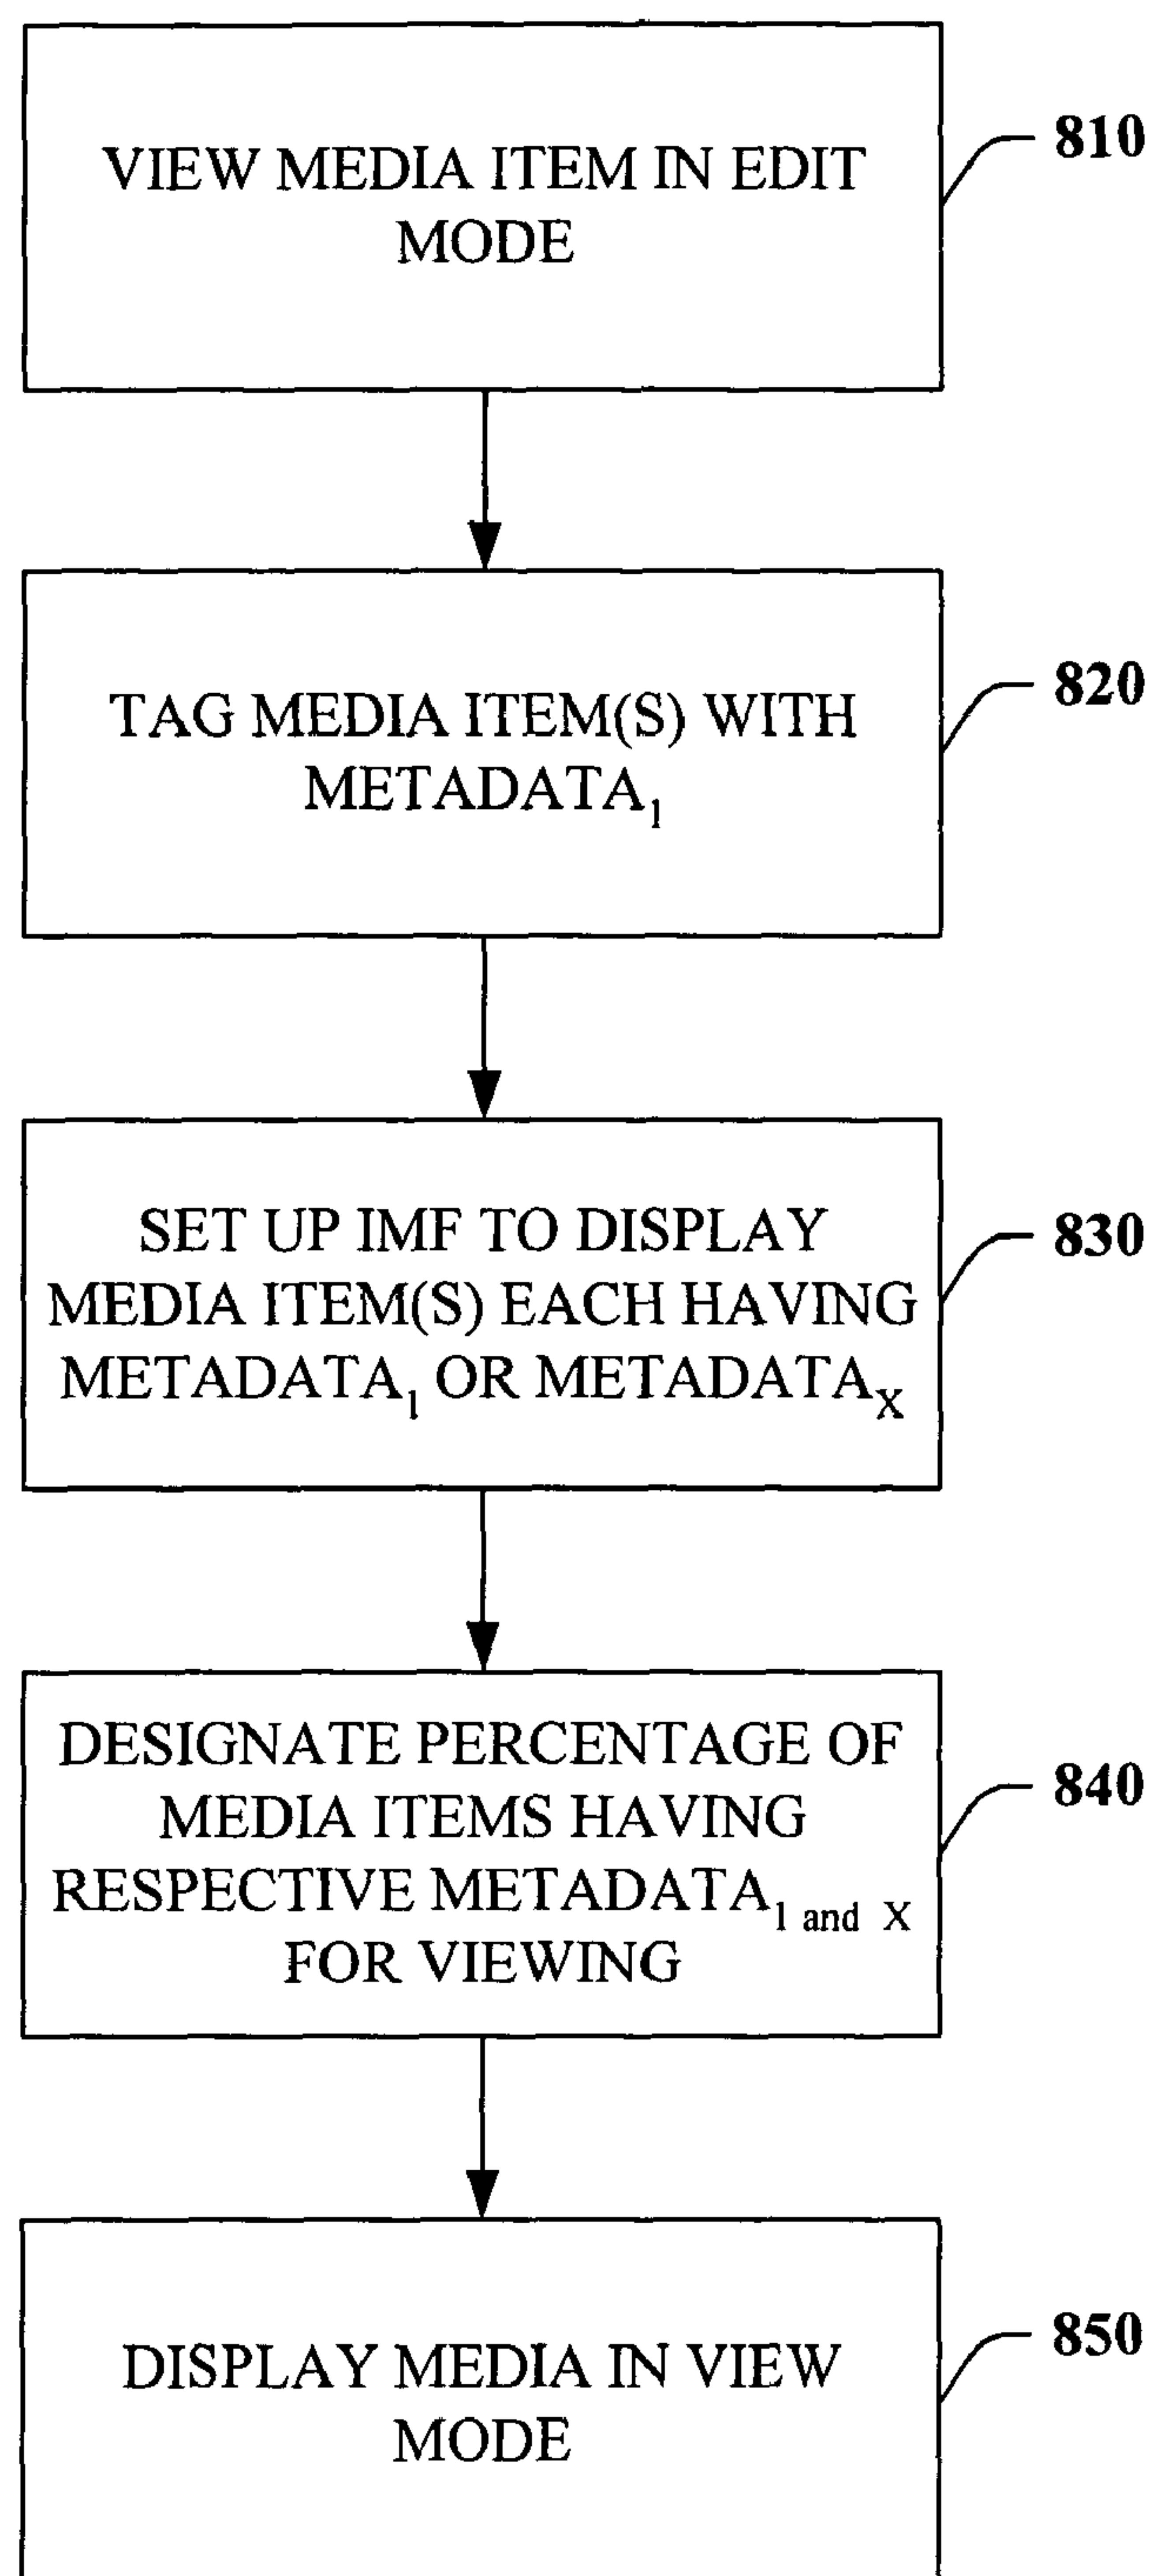 VIEW MEDIA ITEM IN EDIT
MODE
810
TAG MEDIA ITEM(S) WITH
METADATA1
820
SET UP IMF TO DISPLAY
MEDIA ITEM(S) EACH HAVING
METADATA1 OR METADATAX
830
DESIGNATE PERCENTAGE OF
MEDIA ITEMS HAVING
RESPECTIVE METADATA1 and X
FOR VIEWING
840
DISPLAY MEDIA IN VIEW
MODE
850